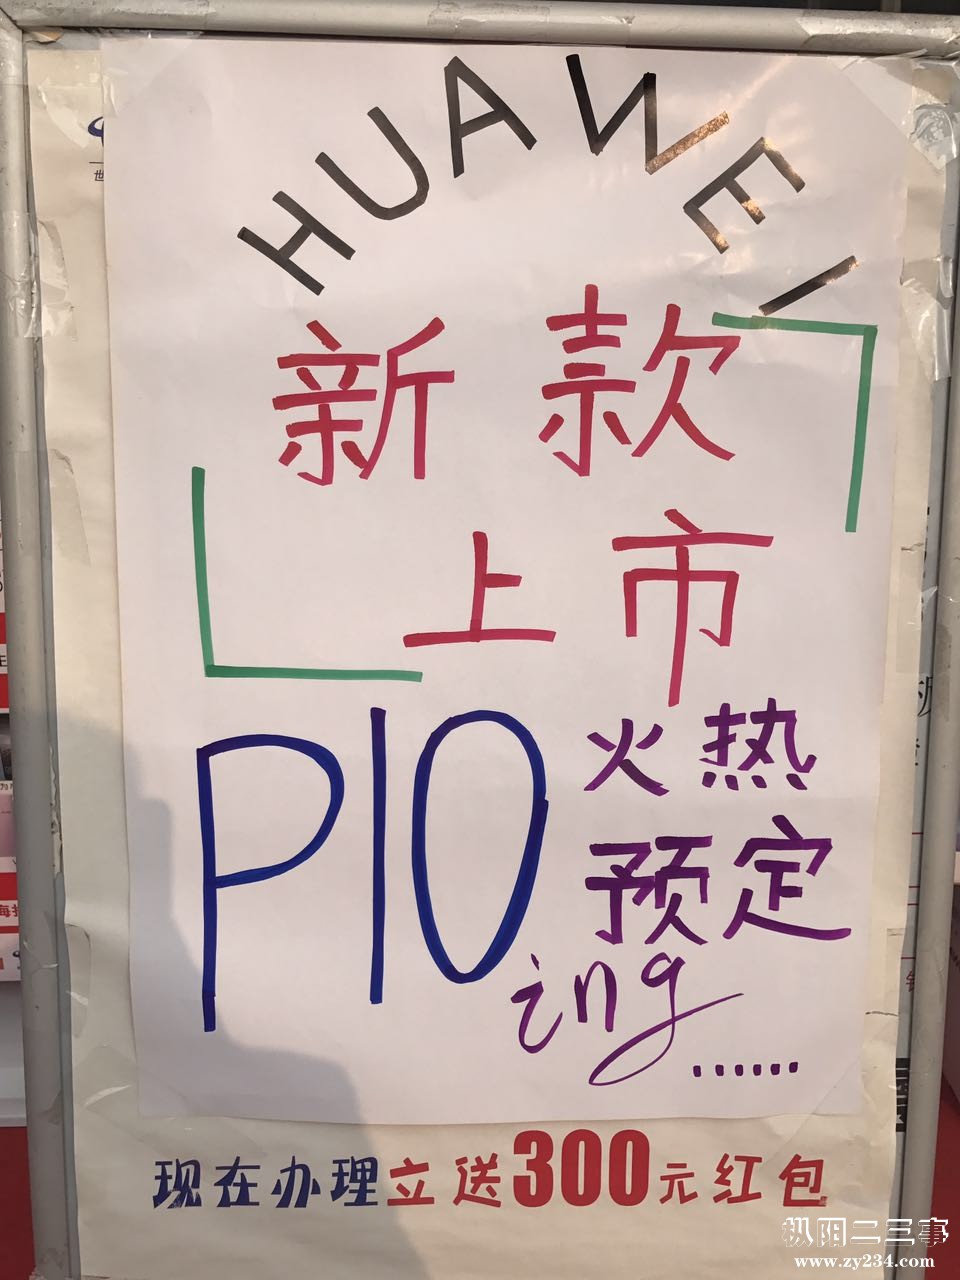 HUAWEI
新款
上市
P10
火热
预定
ing......
现在办理立送300元红包
枞阳二三事
www.zy234.com